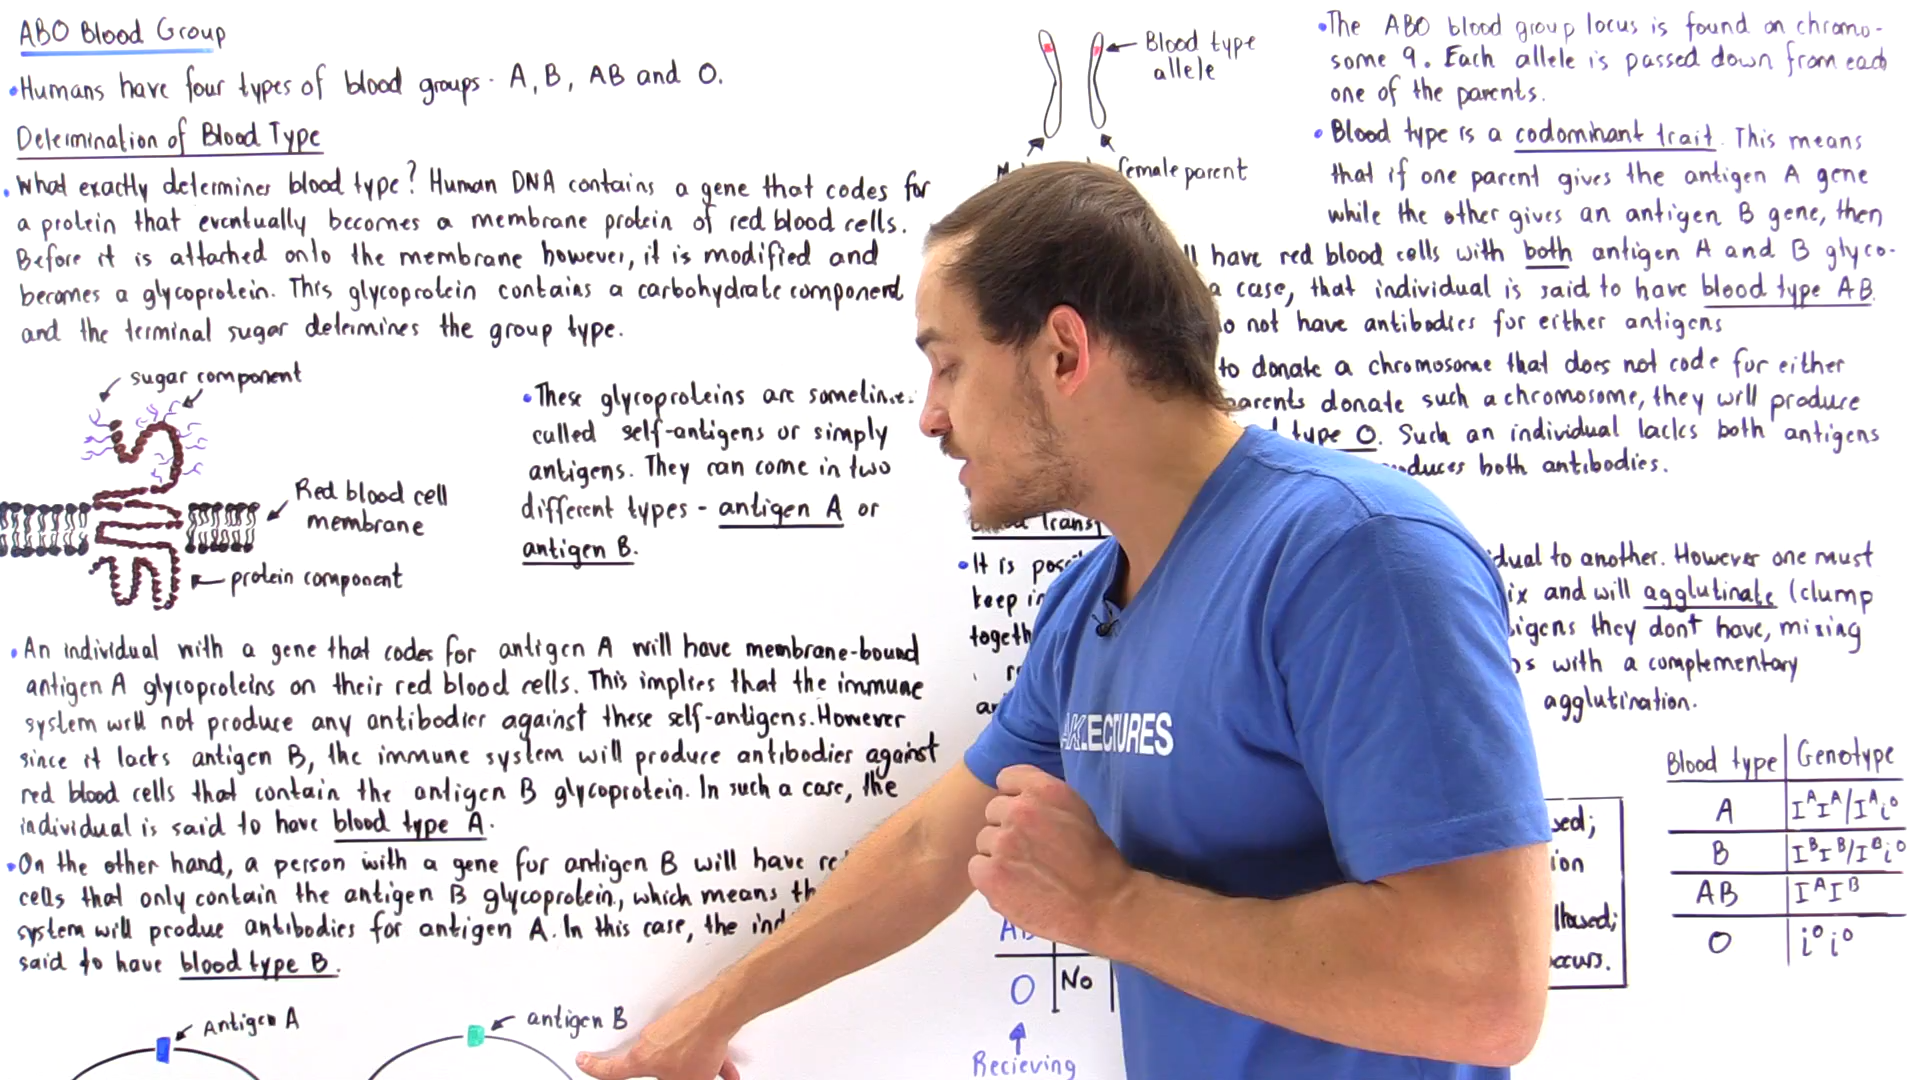 ABO Blood Group
•Humans have four types of blood groups - A, B, AB and O.
Determination of Blood Type
•What exactly determines blood type? Human DNA contains a gene that codes for
a protein that eventually becomes a membrane protein of red blood cells.
Before it is attached onto the membrane however, it is modified and
becomes a glycoprotein. This glycoprotein contains a carbohydrate component
and the terminal sugar determines the group type.
sugar component
Red blood cell
membrane
protein component
•These glycoproteins are sometimes
called self-antigens or simply
antigens. They can come in two
different types - antigen A or
antigen B.
•An individual with a gene that codes for antigen A will have membrane-bound
antigen A glycoproteins on their red blood cells. This implies that the immune
system will not produce any antibodies against these self-antigens. However
since it lacks antigen B, the immune system will produce antibodies against
red blood cells that contain the antigen B glycoprotein. In such a case, the
individual is said to have blood type A.
•On the other hand, a person with a gene for antigen B will have
cells that only contain the antigen B glycoprotein, which means
system will produce antibodies for antigen A. In this case, the
said to have blood type B.
Antigen A
antigen B
Blood type
allele
female parent
•The ABO blood group locus is found on chromo-
some 9. Each allele is passed down from each
one of the parents.
•Blood type is a codominant trait. This means
that if one parent gives the antigen A gene
while the other gives an antigen B gene, then
have red blood cells with both antigen A and B glyco-
a case, that individual is said to have blood type AB.
not have antibodies for either antigens
to donate a chromosome that does not code for either
donate such a chromosome, they will produce
type O. Such an individual lacks both antigens
both antibodies.
•It is
keep in
to another. However one must
and will agglutinate (clump
they dont have, mixing
with a complementary
agglutination.
AB
O No
Recieving
AKLECTURES
Blood type Genotype
A IᴬIᴬ/Iᴬi⁰
B IᴮIᴮ/Iᴮi⁰
AB IᴬIᴮ
O i⁰i⁰